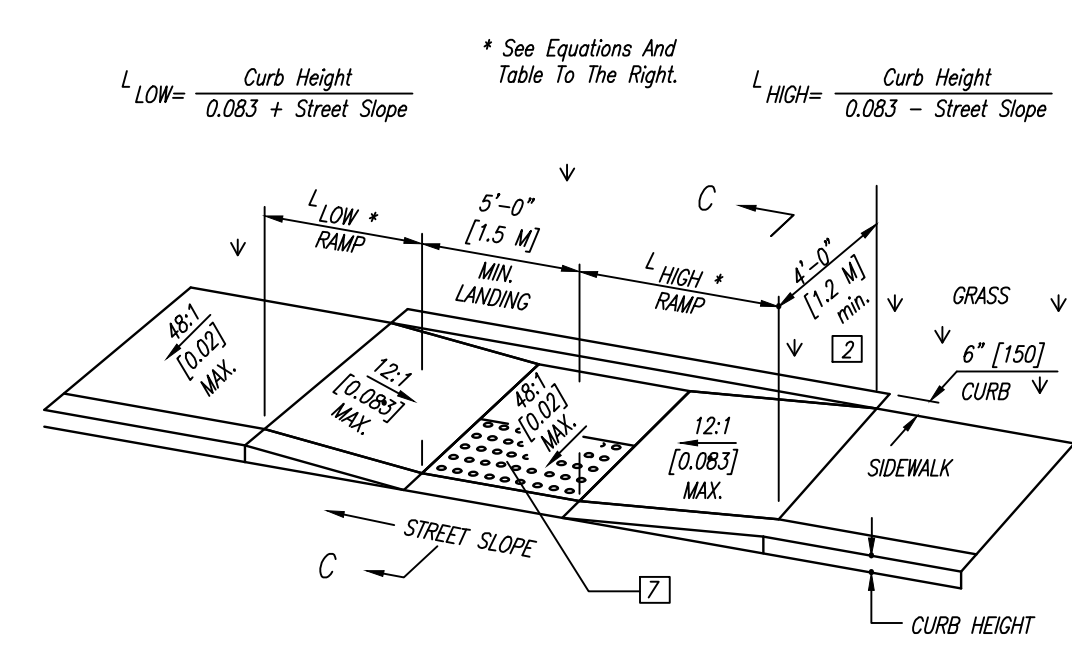 * See Equations And
Table To The Right.
L LOW= Curb Height
0.083 + Street Slope
L HIGH= Curb Height
0.083 - Street Slope
L LOW *
RAMP
5'-0"
[1.5 M]
MIN.
LANDING
L HIGH *
RAMP
C
4'-0"
[1.2 M]
min.
2
GRASS
6" [150]
CURB
48:1
[0.02]
MAX.
12:1
[0.083]
MAX.
48:1
[0.02]
MAX.
12:1
[0.083]
MAX.
SIDEWALK
STREET SLOPE
C
7
CURB HEIGHT